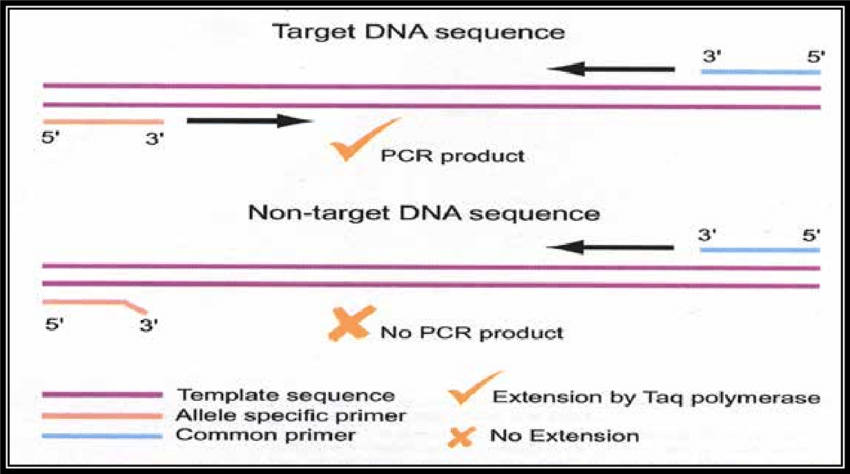 Target DNA sequence
3' 5'
5' 3'
PCR product
Non-target DNA sequence
3' 5'
5' 3'
No PCR product
Template sequence
Extension by Taq polymerase
Allele specific primer
Common primer
No Extension